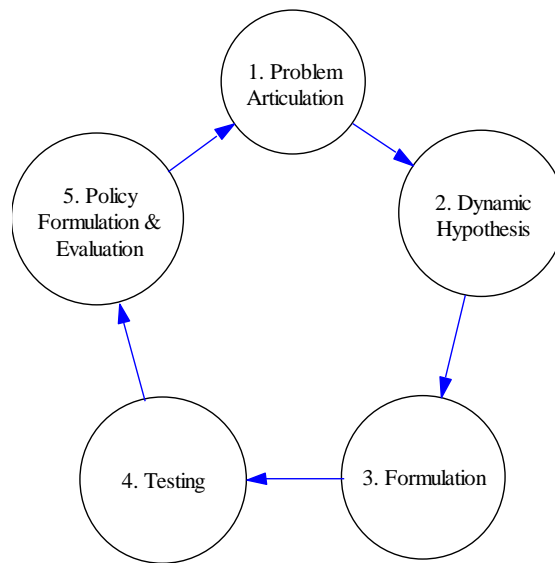 1. Problem
Articulation
2. Dynamic
Hypothesis
3. Formulation
4. Testing
5. Policy
Formulation &
Evaluation